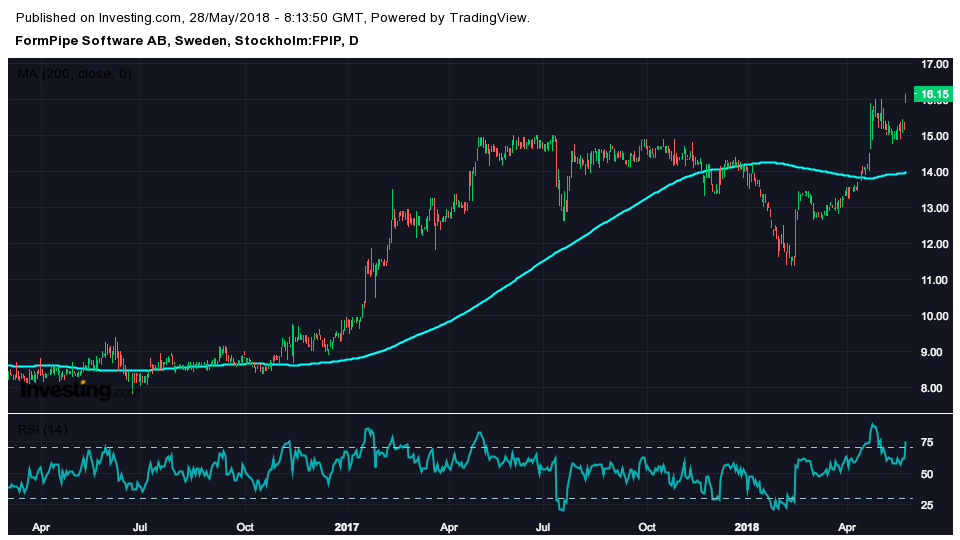 Published on Investing.com, 28/May/2018 - 8:13:50 GMT, Powered by TradingView.
FormPipe Software AB, Sweden, Stockholm:FPIP, D
MA (200, close, 0)
17.00
16.15
16.00
15.00
14.00
13.00
12.00
11.00
10.00
9.00
8.00
Investing.com
RSI (14)
75
50
25
Apr Jul Oct 2017 Apr Jul Oct 2018 Apr